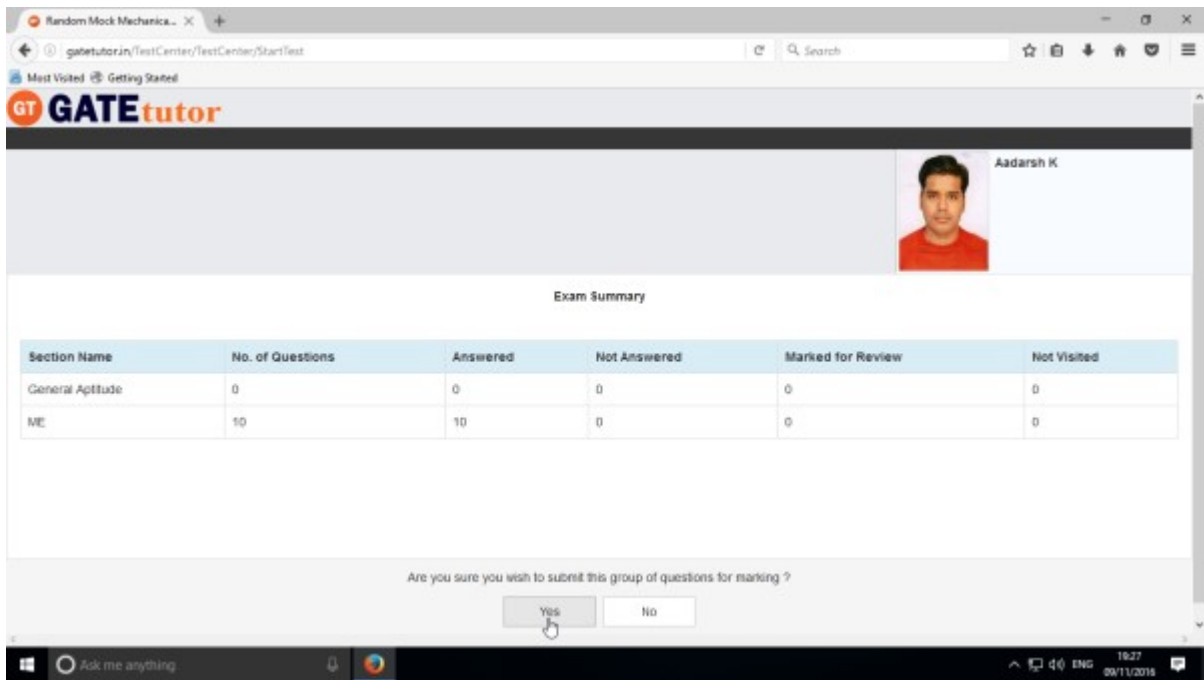 Random Mock Mechanica...
gatetutor.in/TestCenter/TestCenter/StartTest
Search
Most Visited Getting Started
GT GATEtutor
Aadarsh K
Exam Summary
Section Name No. of Questions Answered Not Answered Marked for Review Not Visited
General Aptitude 0 0 0 0 0
ME 10 10 0 0 0
Are you sure you wish to submit this group of questions for marking ?
Yes No
Ask me anything ENG 19:27
09/11/2016